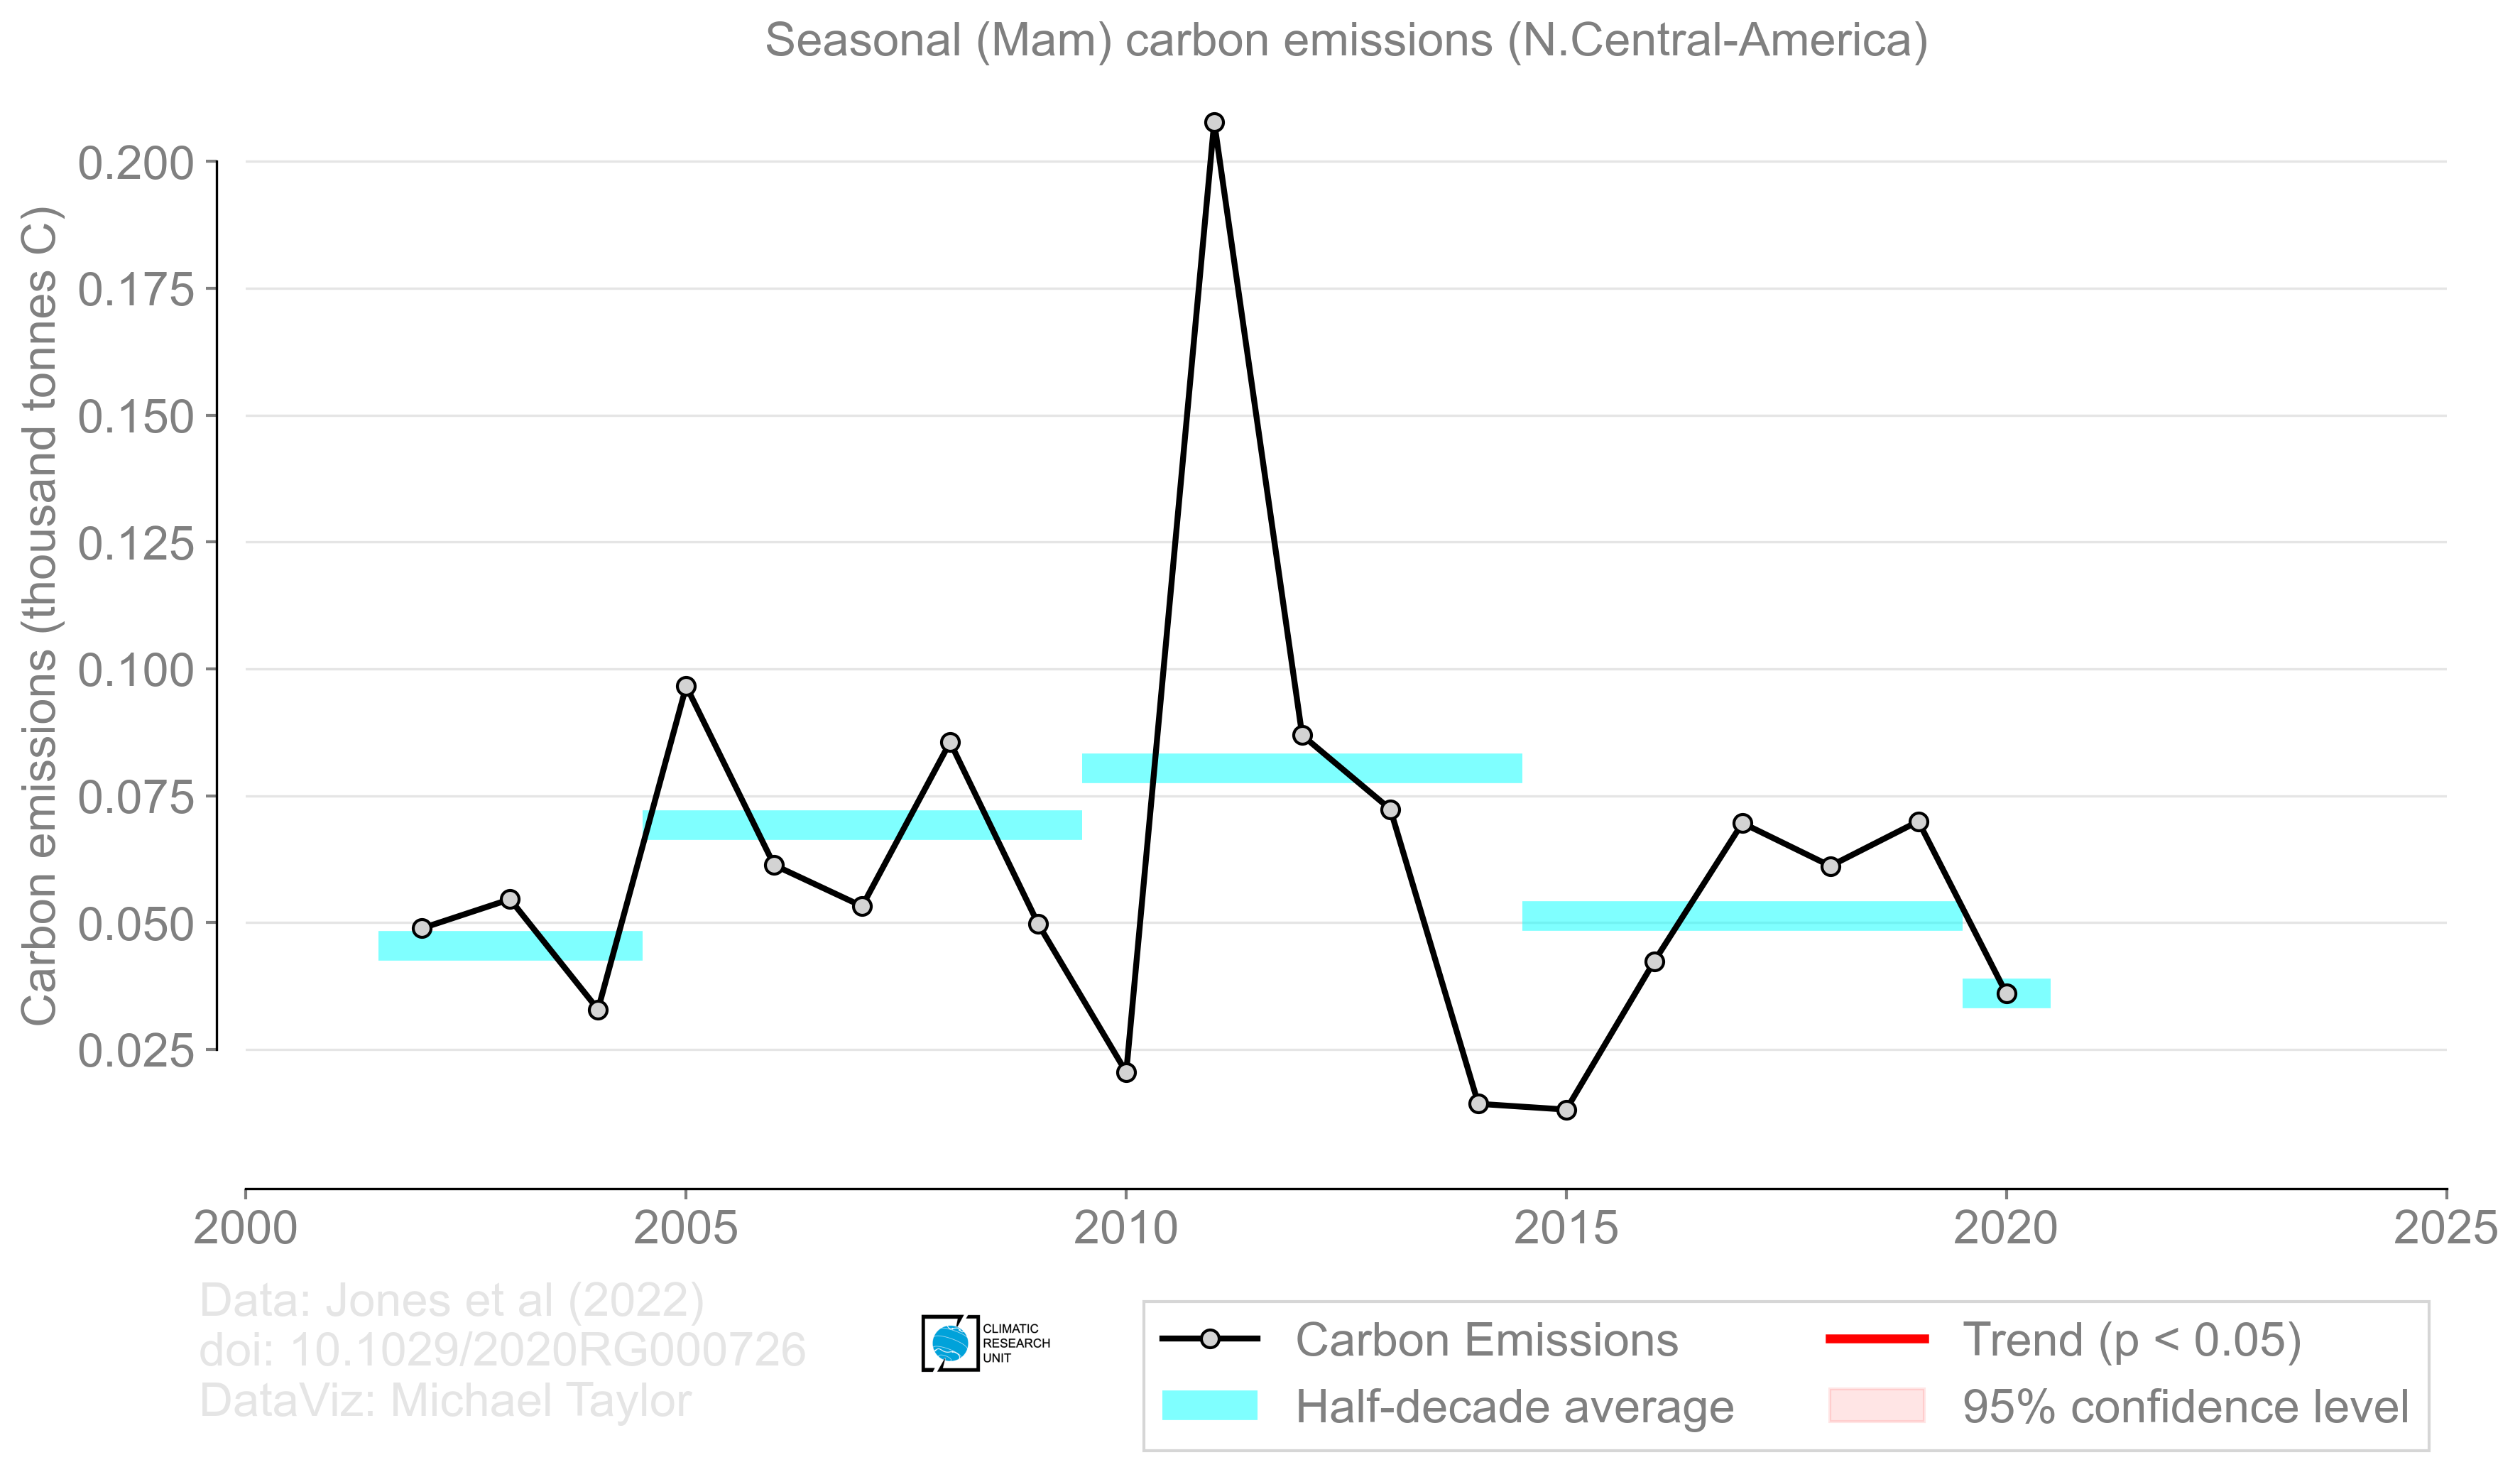 Seasonal (Mam) carbon emissions (N.Central-America)
Carbon emissions (thousand tonnes C)
0.200
0.175
0.150
0.125
0.100
0.075
0.050
0.025
2000 2005 2010 2015 2020 2025
Data: Jones et al (2022)
doi: 10.1029/2020RG000726
DataViz: Michael Taylor
CLIMATIC
RESEARCH
UNIT
Carbon Emissions
Half-decade average
Trend (p < 0.05)
95% confidence level